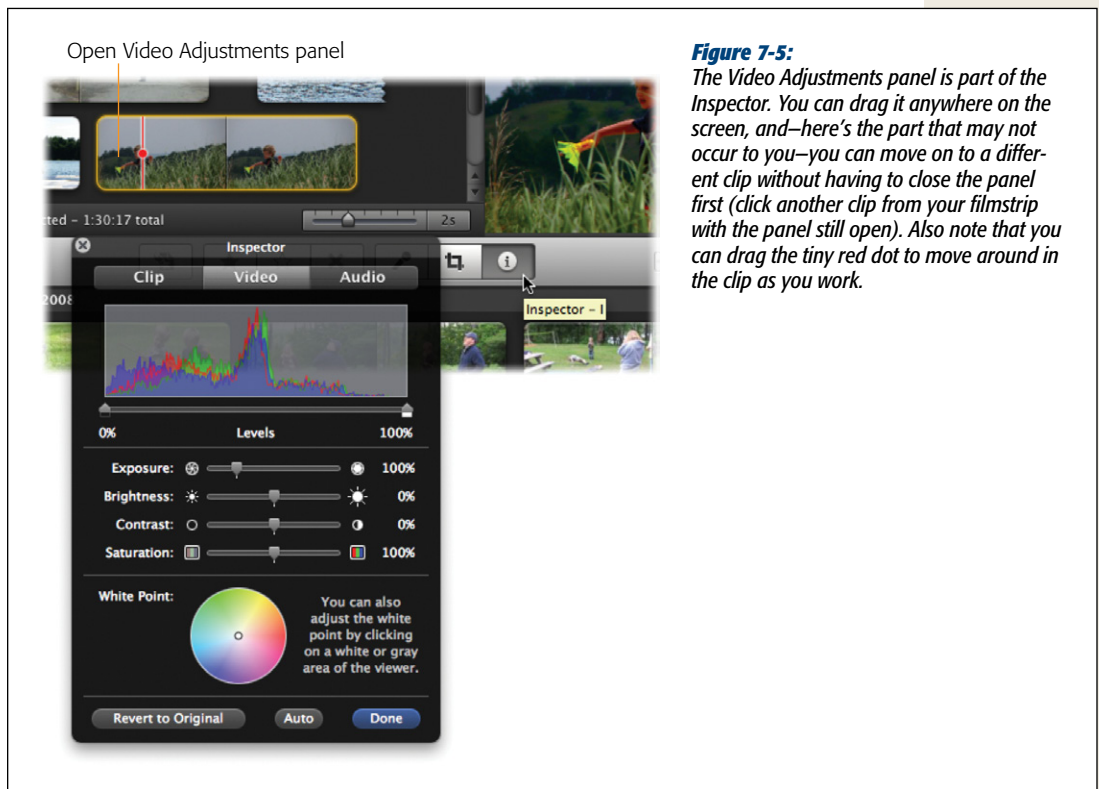 Open Video Adjustments panel
Figure 7-5:
The Video Adjustments panel is part of the
Inspector. You can drag it anywhere on the
screen, and—here's the part that may not
occur to you—you can move on to a differ-
ent clip without having to close the panel
first (click another clip from your filmstrip
with the panel still open). Also note that you
can drag the tiny red dot to move around in
the clip as you work.
– 1:30:17 total
2s
Inspector
Clip Video Audio
2008
Inspector – I
0% Levels 100%
Exposure: 100%
Brightness: 0%
Contrast: 0%
Saturation: 100%
White Point:
You can also
adjust the white
point by clicking
on a white or gray
area of the viewer.
Revert to Original Auto Done